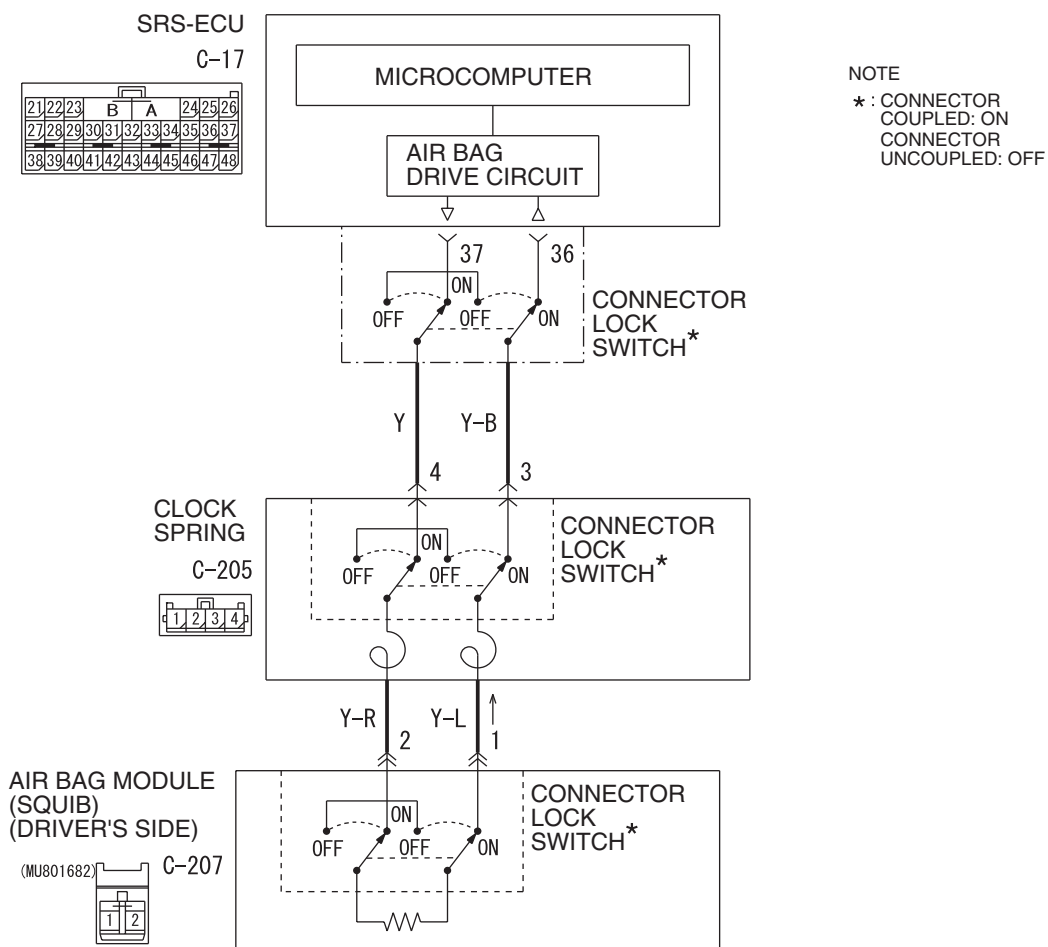 SRS-ECU
C-17
21 22 23 B A 24 25 26
27 28 29 30 31 32 33 34 35 36 37
38 39 40 41 42 43 44 45 46 47 48
MICROCOMPUTER
AIR BAG
DRIVE CIRCUIT
NOTE
* : CONNECTOR
COUPLED: ON
CONNECTOR
UNCOUPLED: OFF
37 36
ON
OFF OFF ON
CONNECTOR
LOCK
SWITCH*
Y Y-B
4 3
CLOCK
SPRING
C-205
1 2 3 4
ON
OFF OFF ON
CONNECTOR
LOCK
SWITCH*
Y-R Y-L
2 1
AIR BAG MODULE
(SQUIB)
(DRIVER'S SIDE)
(MU801682) C-207
1 2
ON
OFF OFF ON
CONNECTOR
LOCK
SWITCH*